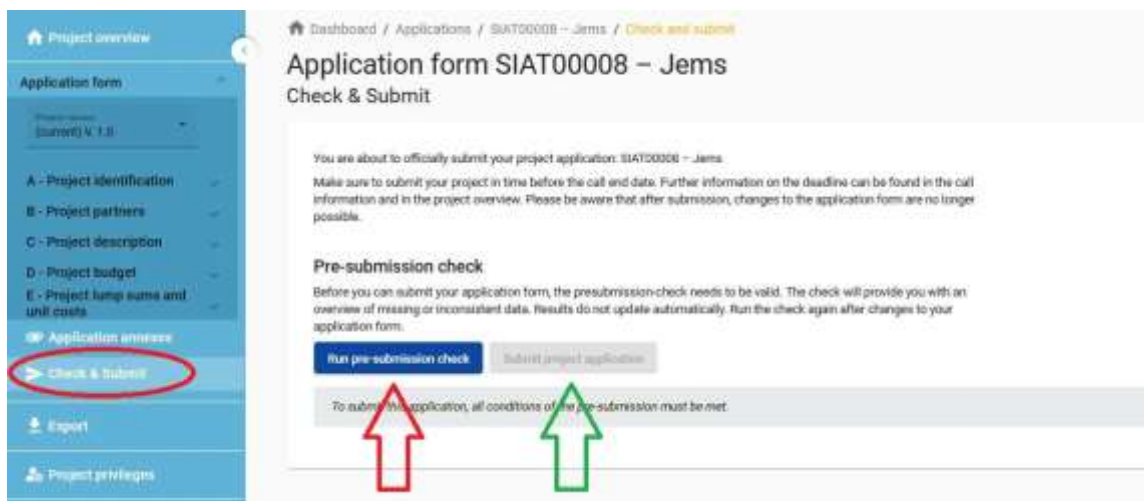 Project overview
Application form
(current) V. 1.0
A - Project identification
B - Project partners
C - Project description
D - Project budget
E - Project lump sums and
unit costs
Application annexes
Check & Submit
Export
Project privileges
Dashboard / Applications / SIAT00008 – Jems / Check and submit
Application form SIAT00008 – Jems
Check & Submit
You are about to officially submit your project application: SIAT00008 – Jems
Make sure to submit your project in time before the call end date. Further information on the deadline can be found in the call
information and in the project overview. Please be aware that after submission, changes to the application form are no longer
possible.
Pre-submission check
Before you can submit your application form, the presubmission-check needs to be valid. The check will provide you with an
overview of missing or inconsistent data. Results do not update automatically. Run the check again after changes to your
application form.
Run pre-submission check
Submit project application
To submit this application, all conditions of the pre-submission must be met.